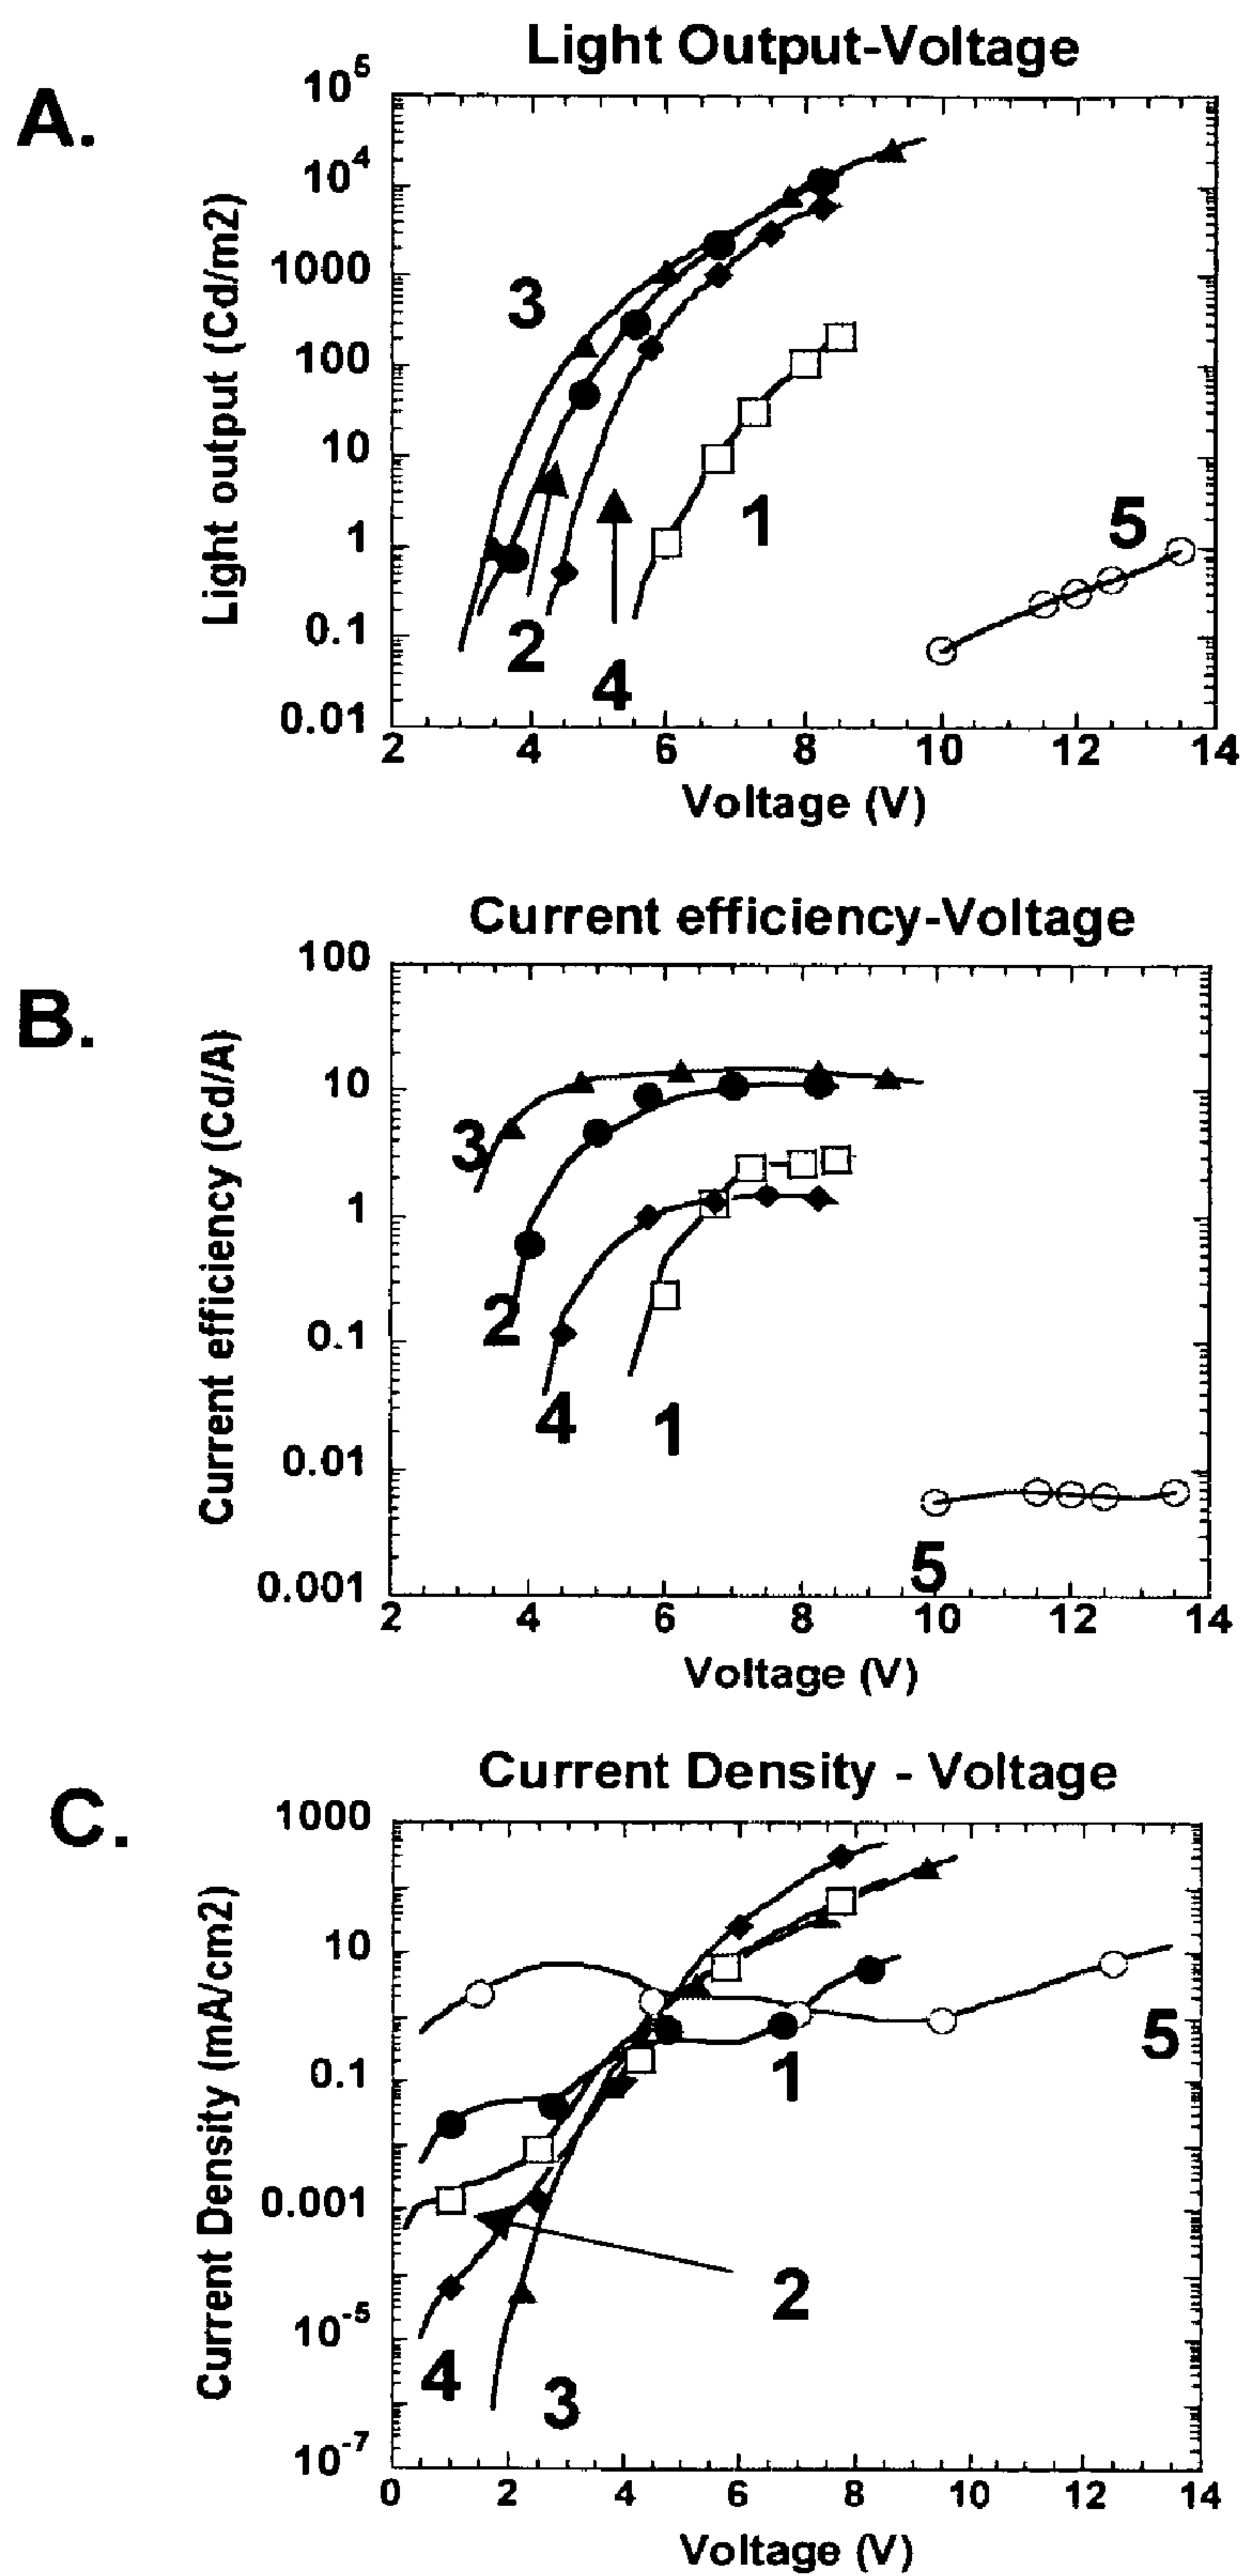 Light Output-Voltage
A.
10^5
10^4
1000
100
10
1
0.1
0.01
Light output (Cd/m2)
3
2
4
1
5
2 4 6 8 10 12 14
Voltage (V)
Current efficiency-Voltage
B.
100
10
1
0.1
0.01
0.001
Current efficiency (Cd/A)
3
2
4
1
5
2 4 6 8 10 12 14
Voltage (V)
Current Density - Voltage
C.
1000
10
0.1
0.001
10^-5
10^-7
Current Density (mA/cm2)
1
5
2
4
3
0 2 4 6 8 10 12 14
Voltage (V)